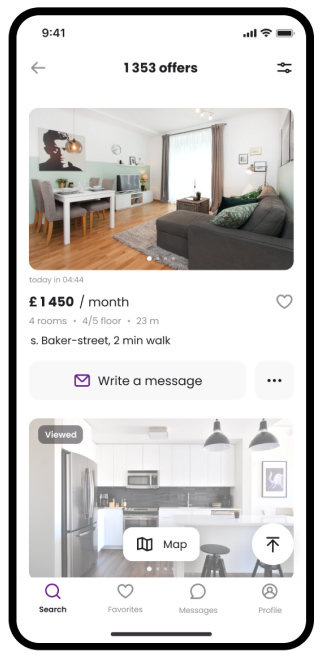 9:41
1 353 offers
today in 04:44
£ 1 450 / month
4 rooms • 4/5 floor • 23 m
s. Baker-street, 2 min walk
Write a message
Viewed
Map
Search Favorites Messages Profile